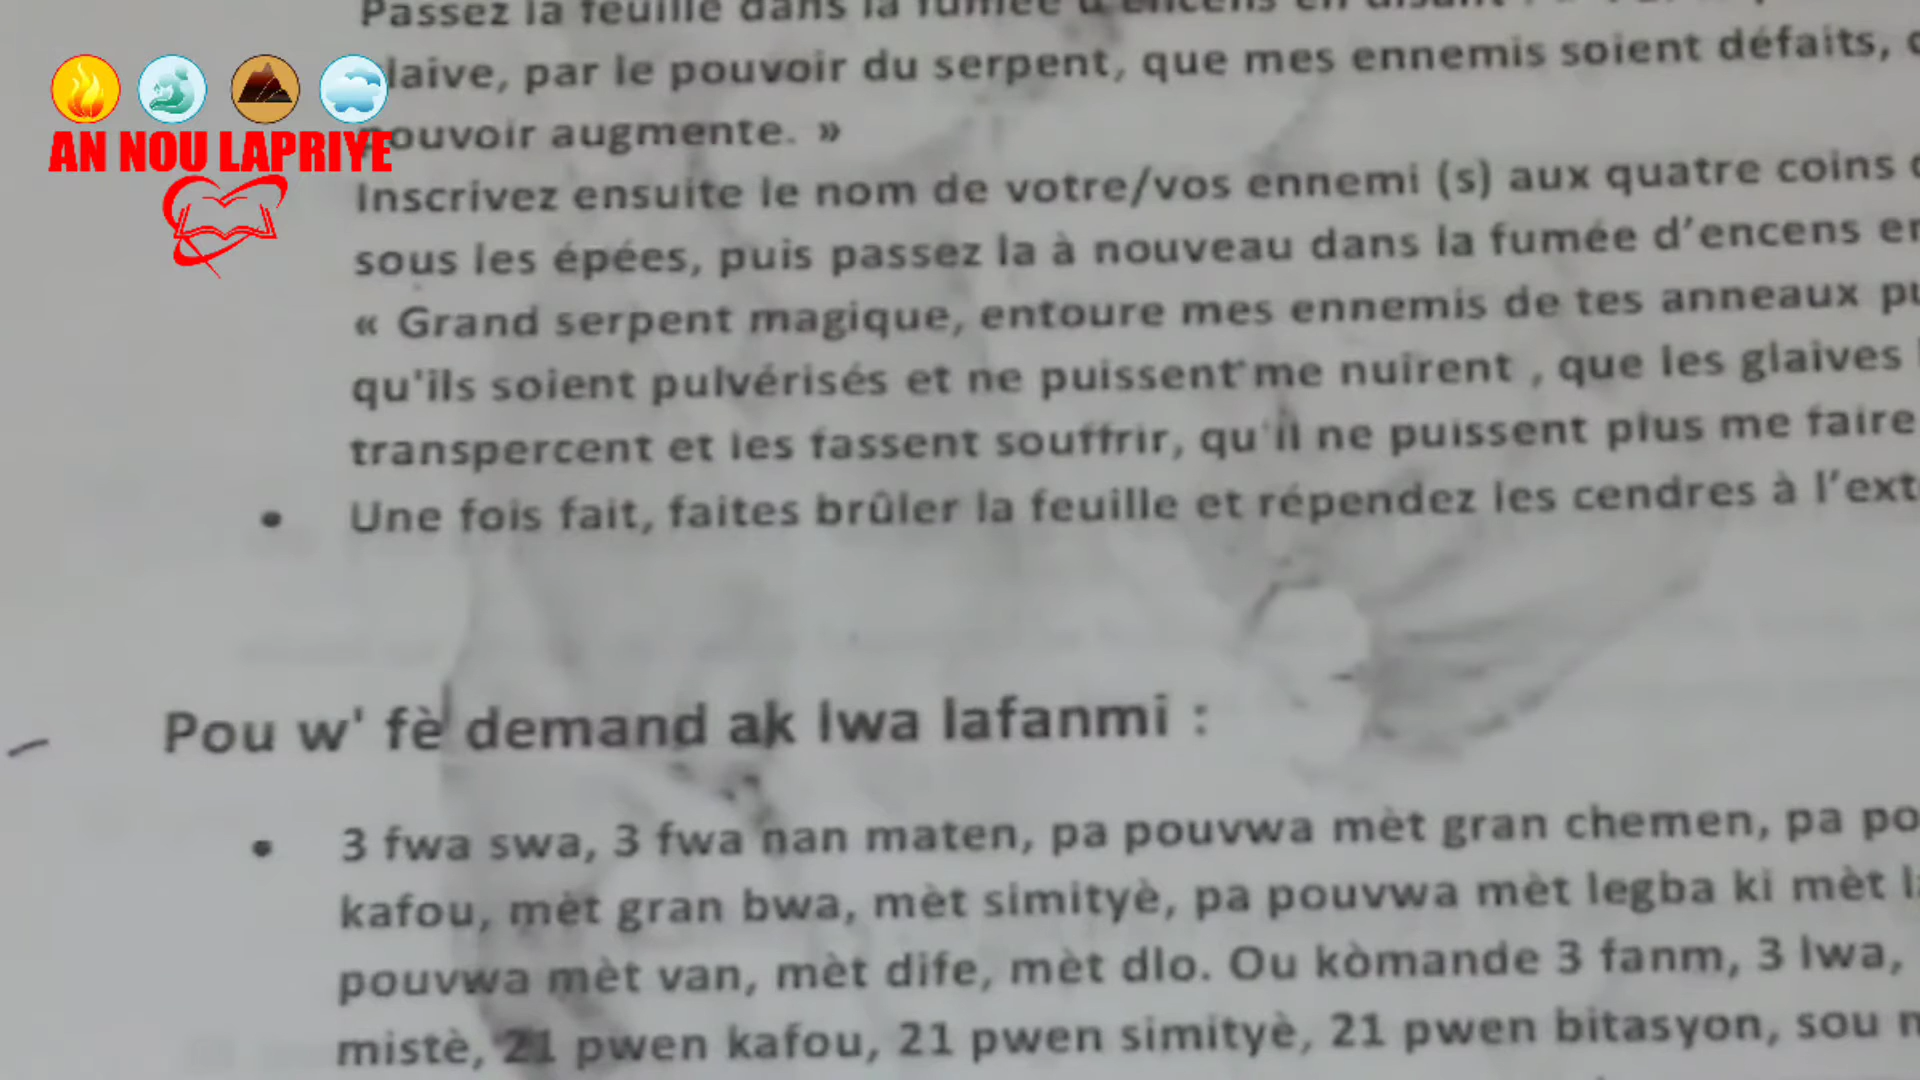 Passez la feuille dans la fumée d'encens en disant : «
glaive, par le pouvoir du serpent, que mes ennemis soient défaits,
pouvoir augmente. »
AN NOU LAPRIYE
Inscrivez ensuite le nom de votre/vos ennemi (s) aux quatre coins
sous les épées, puis passez la à nouveau dans la fumée d'encens en
« Grand serpent magique, entoure mes ennemis de tes anneaux
qu'ils soient pulvérisés et ne puissent me nuirent , que les glaives
transpercent et les fassent souffrir, qu'il ne puissent plus me faire
• Une fois fait, faites brûler la feuille et répendez les cendres à l'ext
Pou w' fè demand ak lwa lafanmi :
• 3 fwa swa, 3 fwa nan maten, pa pouvwa mèt gran chemen, pa po
kafou, mèt gran bwa, mèt simityè, pa pouvwa mèt legba ki mèt
pouvwa mèt van, mèt dife, mèt dlo. Ou kòmande 3 fanm, 3 lwa,
mistè, 21 pwen kafou, 21 pwen simityè, 21 pwen bitasyon, sou